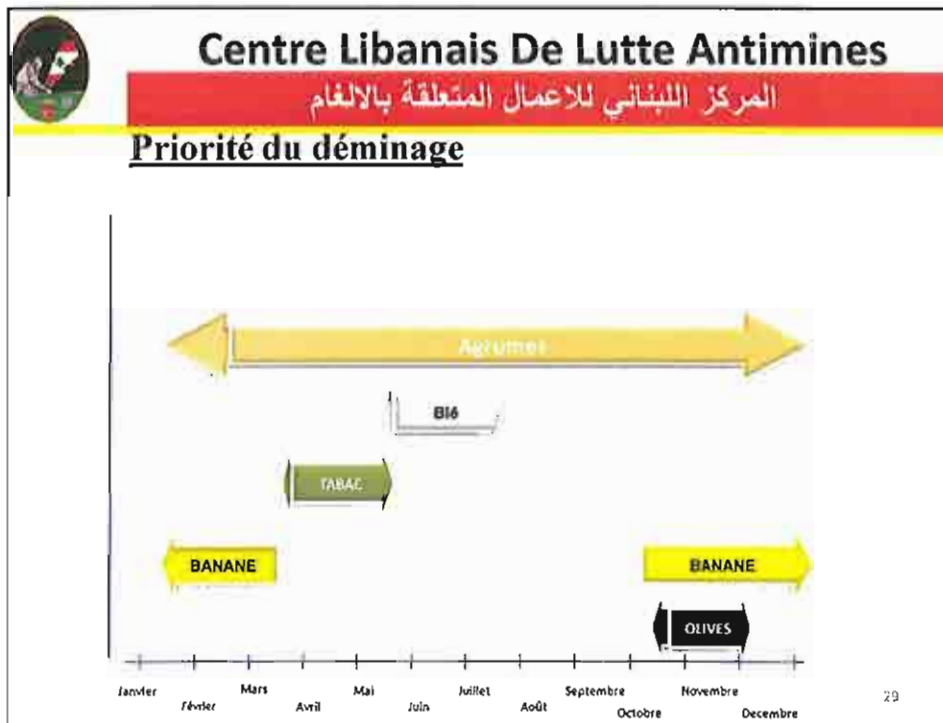 Centre Libanais De Lutte Antimines
المركز اللبناني للاعمال المتعلقة بالالغام
Priorité du déminage
Agrumes
Blé
TABAC
BANANE
BANANE
OLIVES
Janvier
Février
Mars
Avril
Mai
Juin
Juillet
Août
Septembre
Octobre
Novembre
Decembre
29